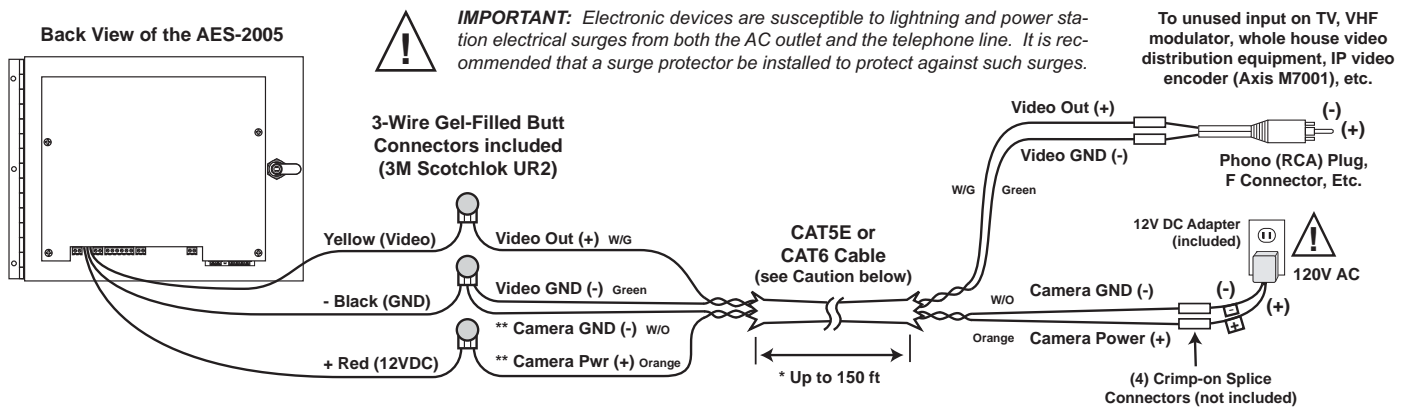 Back View of the AES-2005
!
IMPORTANT: Electronic devices are susceptible to lightning and power sta-
tion electrical surges from both the AC outlet and the telephone line. It is rec-
ommended that a surge protector be installed to protect against such surges.
To unused input on TV, VHF
modulator, whole house video
distribution equipment, IP video
encoder (Axis M7001), etc.
3-Wire Gel-Filled Butt
Connectors included
(3M Scotchlok UR2)
Video Out (+)
Video GND (-)
(-)
(+)
Phono (RCA) Plug,
F Connector, Etc.
W/G
Green
Yellow (Video)
Video Out (+) W/G
- Black (GND)
Video GND (-) Green
** Camera GND (-) W/O
+ Red (12VDC)
** Camera Pwr (+) Orange
CAT5E or
CAT6 Cable
(see Caution below)
* Up to 150 ft
12V DC Adapter
(included)
!
120V AC
W/O
Camera GND (-)
(-)
-
(+)
Orange
Camera Power (+)
+
(4) Crimp-on Splice
Connectors (not included)